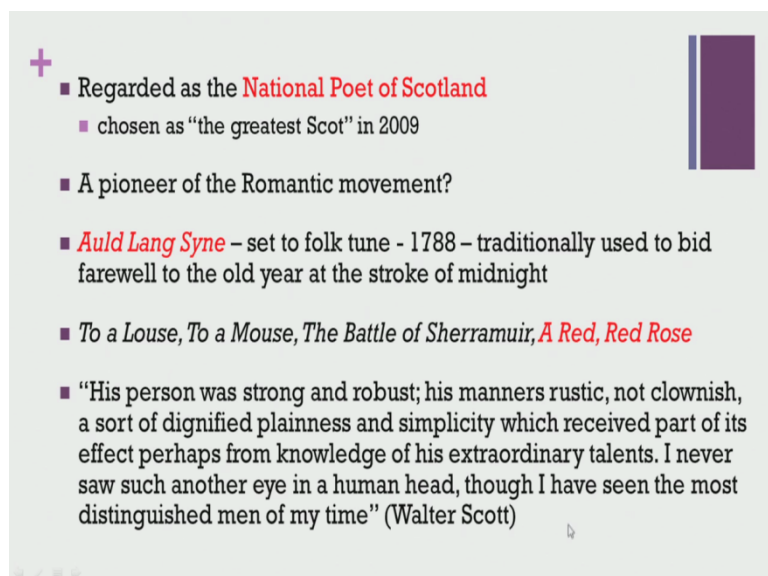 Regarded as the National Poet of Scotland
chosen as “the greatest Scot” in 2009
A pioneer of the Romantic movement?
Auld Lang Syne – set to folk tune - 1788 – traditionally used to bid
farewell to the old year at the stroke of midnight
To a Louse, To a Mouse, The Battle of Sherramuir, A Red, Red Rose
“His person was strong and robust; his manners rustic, not clownish,
a sort of dignified plainness and simplicity which received part of its
effect perhaps from knowledge of his extraordinary talents. I never
saw such another eye in a human head, though I have seen the most
distinguished men of my time” (Walter Scott)